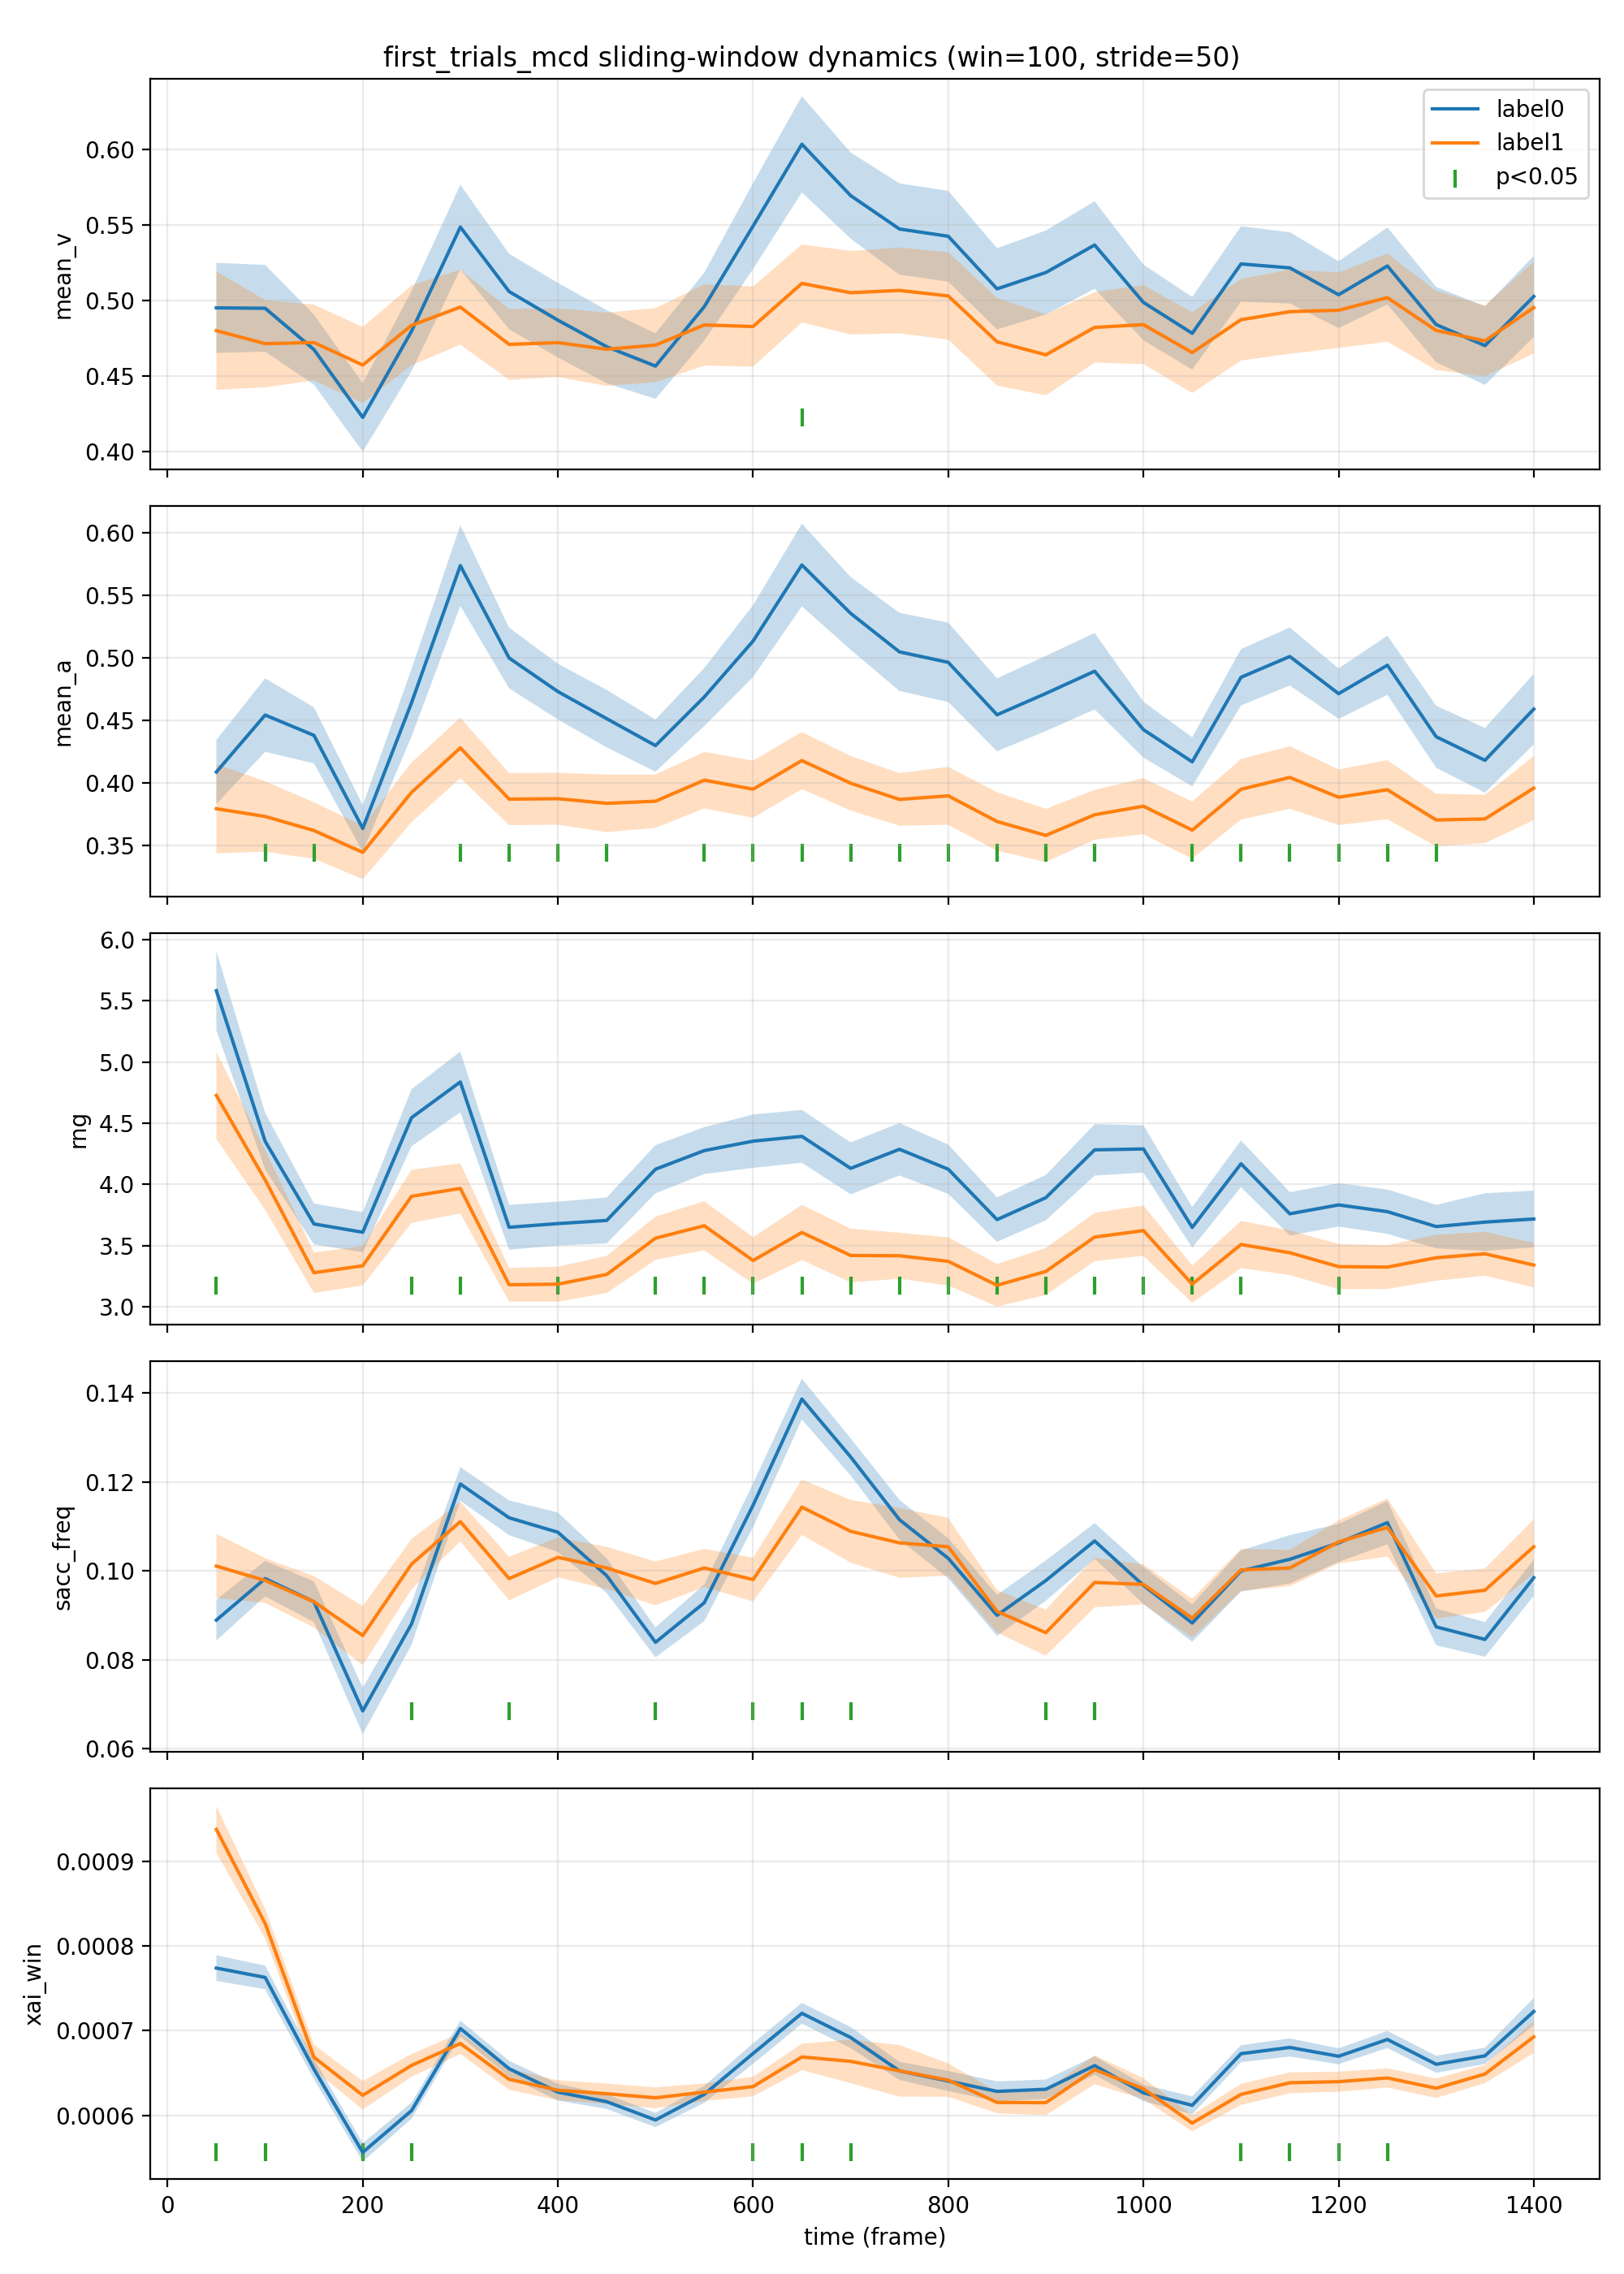 first_trials_mcd sliding-window dynamics (win=100, stride=50)
label0
label1
p<0.05
mean_v
0.60
0.55
0.50
0.45
0.40
mean_a
0.60
0.55
0.50
0.45
0.40
0.35
rng
6.0
5.5
5.0
4.5
4.0
3.5
3.0
sacc_freq
0.14
0.12
0.10
0.08
0.06
xai_win
0.0009
0.0008
0.0007
0.0006
0 200 400 600 800 1000 1200 1400
time (frame)